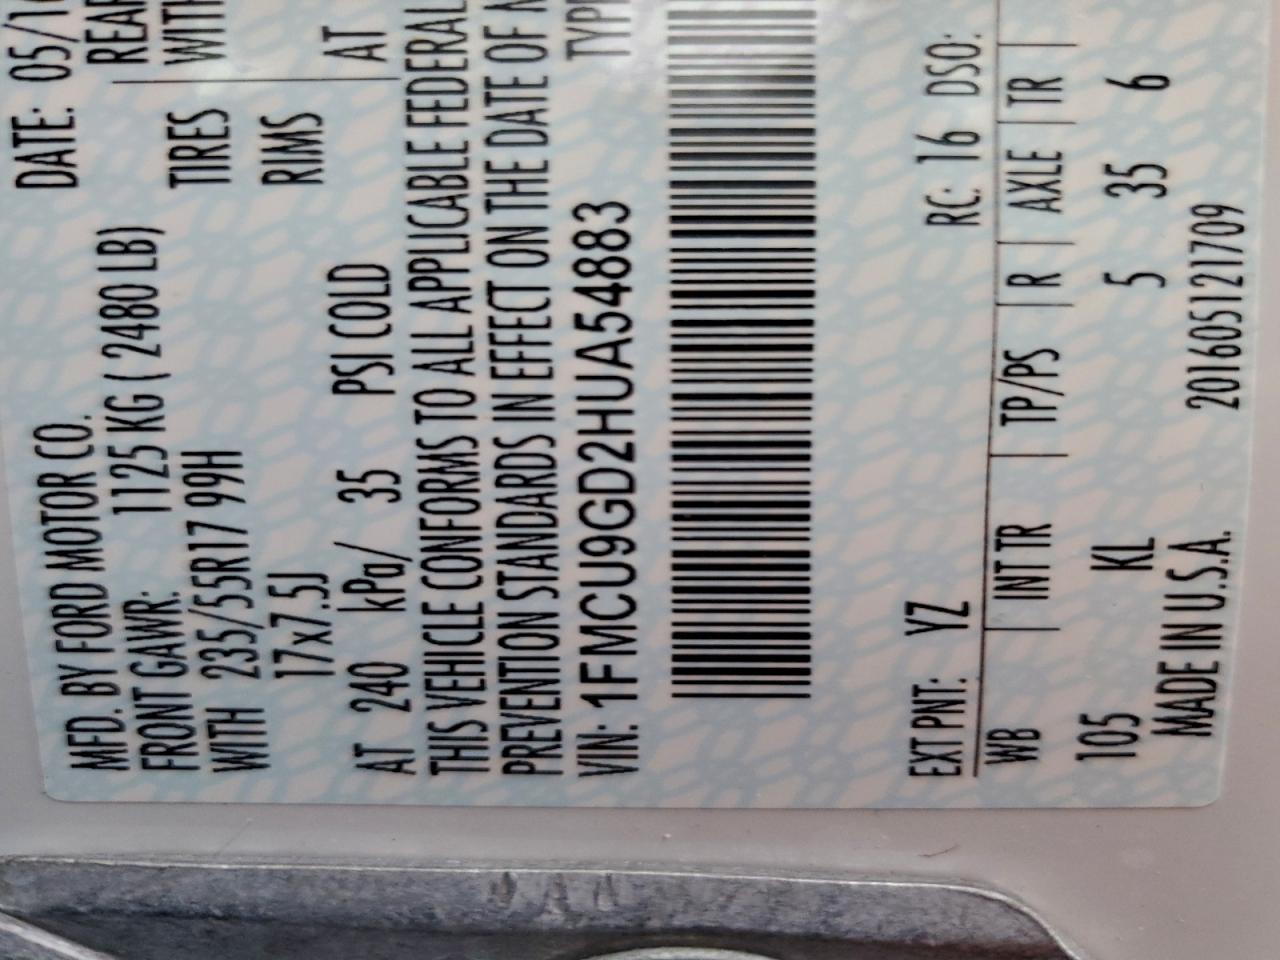 MFD. BY FORD MOTOR CO. DATE: 05/1
FRONT GAWR: 1125 KG ( 2480 LB) REAR
WITH 235/55R17 99H TIRES WITH
17x7.5J RIMS
AT 240 kPa/ 35 PSI COLD AT
THIS VEHICLE CONFORMS TO ALL APPLICABLE FEDERAL
PREVENTION STANDARDS IN EFFECT ON THE DATE OF
VIN: 1FMCU9GD2HUA54883 TYP
EXT PNT: YZ RC: 16 DSO:
WB | INT TR | TP/PS | R | AXLE | TR |
105 KL 5 35 6
MADE IN U.S.A. 20160512121709